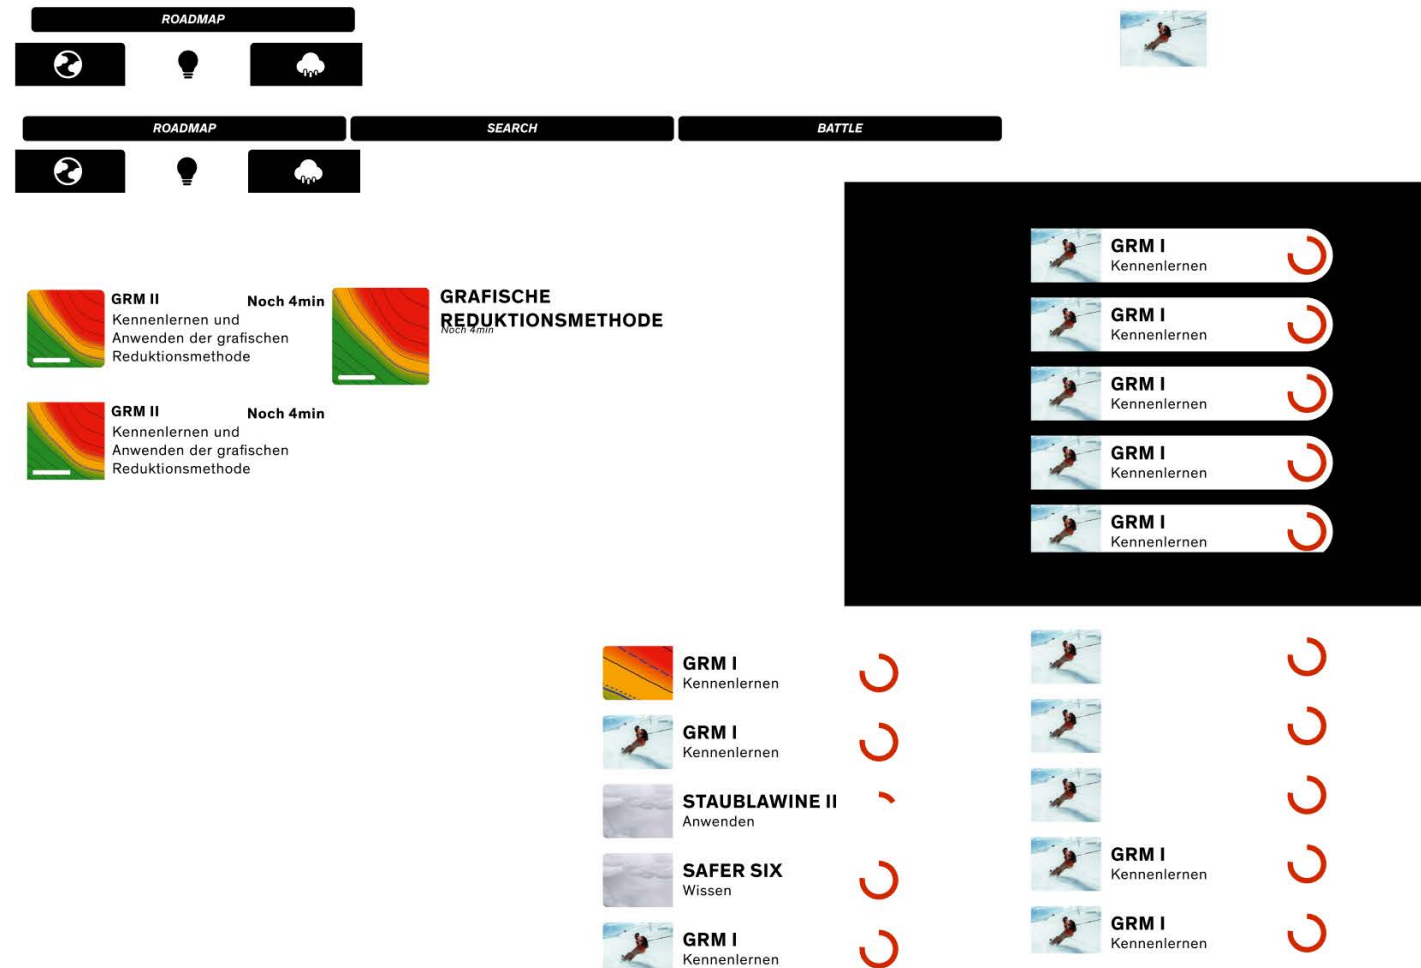 ROADMAP
ROADMAP
SEARCH
BATTLE
GRM II
Noch 4min
Kennenlernen und
Anwenden der grafischen
Reduktionsmethode
GRAFISCHE
REDUKTIONSMETHODE
Noch 4min
GRM II
Noch 4min
Kennenlernen und
Anwenden der grafischen
Reduktionsmethode
GRM I
Kennenlernen
GRM I
Kennenlernen
GRM I
Kennenlernen
GRM I
Kennenlernen
GRM I
Kennenlernen
GRM I
Kennenlernen
GRM I
Kennenlernen
STAUBLAWINE II
Anwenden
SAFER SIX
Wissen
GRM I
Kennenlernen
GRM I
Kennenlernen
GRM I
Kennenlernen